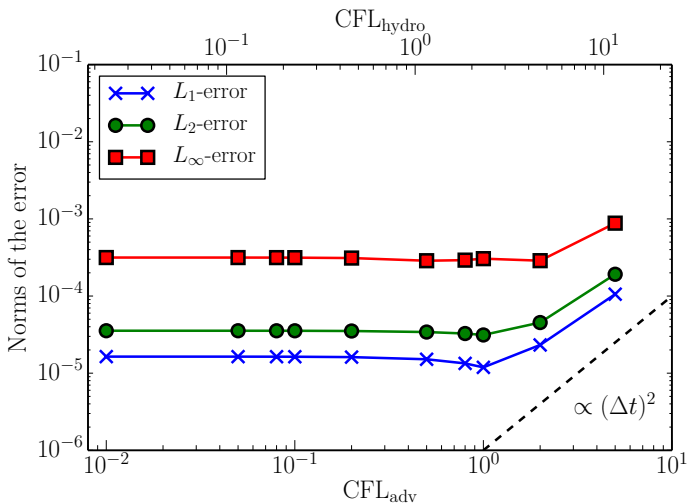 CFL_hydro
10^{-1} 10^0 10^1
10^{-1}
10^{-2}
10^{-3}
10^{-4}
10^{-5}
10^{-6}
Norms of the error
L_1-error
L_2-error
L_∞-error
∝ (Δt)^2
10^{-2} 10^{-1} 10^0 10^1
CFL_adv